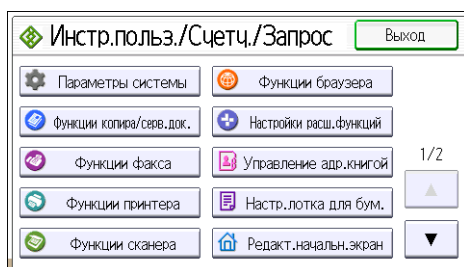 Инстр.польз./Счетч./Запрос
Выход
Параметры системы
Функции браузера
Функции копира/серв.док.
Настройки расш.функций
Функции факса
Управление адр.книгой
1/2
Функции принтера
Настр.лотка для бум.
Функции сканера
Редакт.начальн.экран